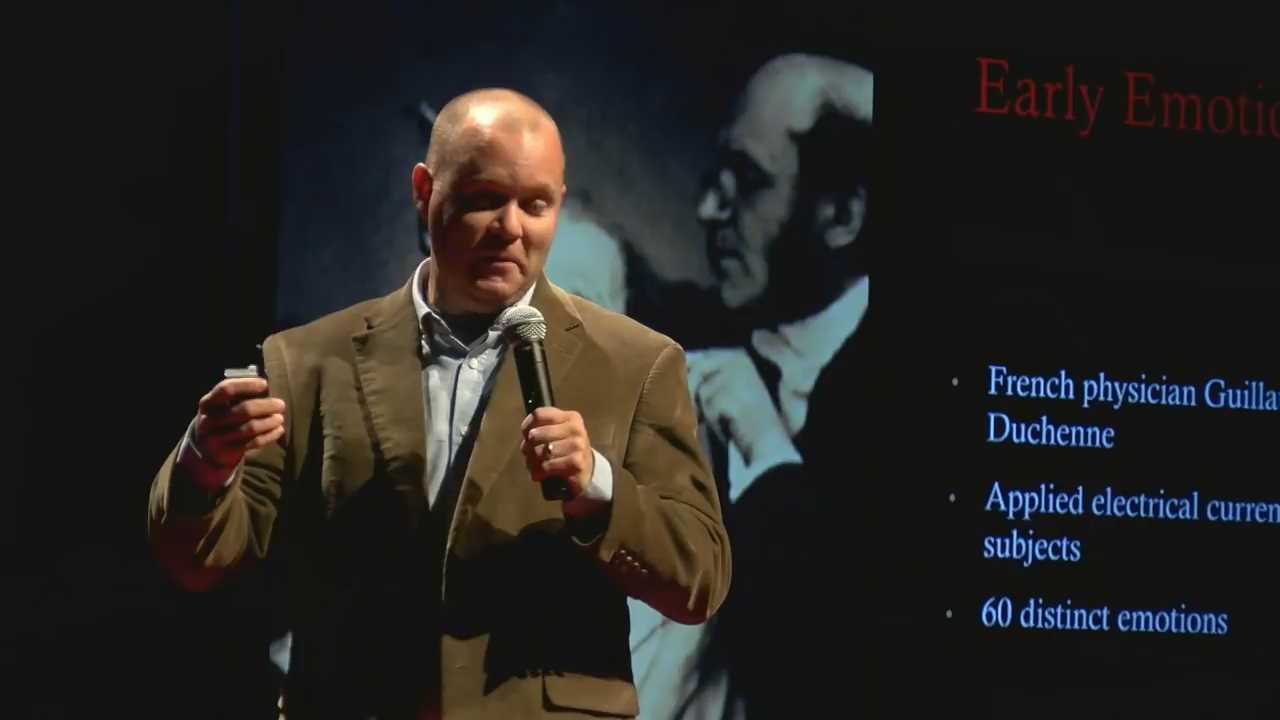 Early Emotio
French physician Guilla
Duchenne
Applied electrical curren
subjects
60 distinct emotions